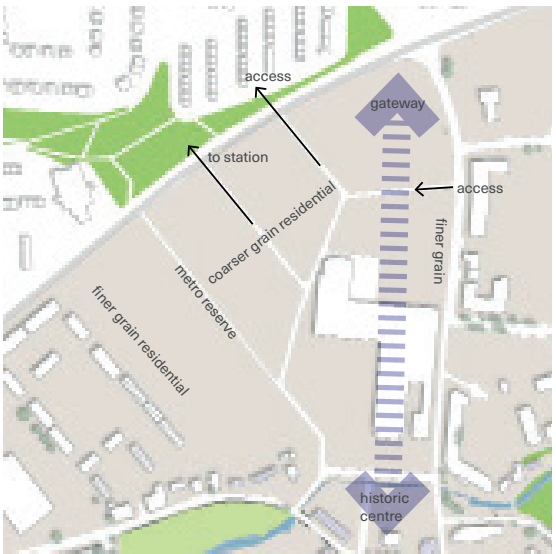 access
gateway
to station
access
coarser grain residential
finer grain
metro reserve
finer grain residential
historic
centre